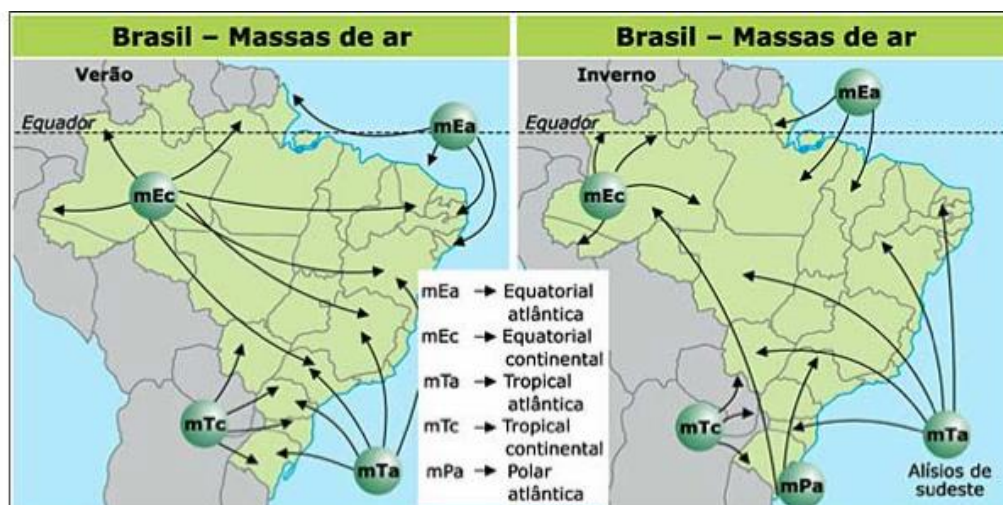 Brasil – Massas de ar
Verão
Equador
mEa
mEc
mTc
mTa
Brasil – Massas de ar
Inverno
mEa
Equador
mEc
mTc
mPa
mTa
Alísios de
sudeste
mEa → Equatorial
atlântica
mEc → Equatorial
continental
mTa → Tropical
atlântica
mTc → Tropical
continental
mPa → Polar
atlântica